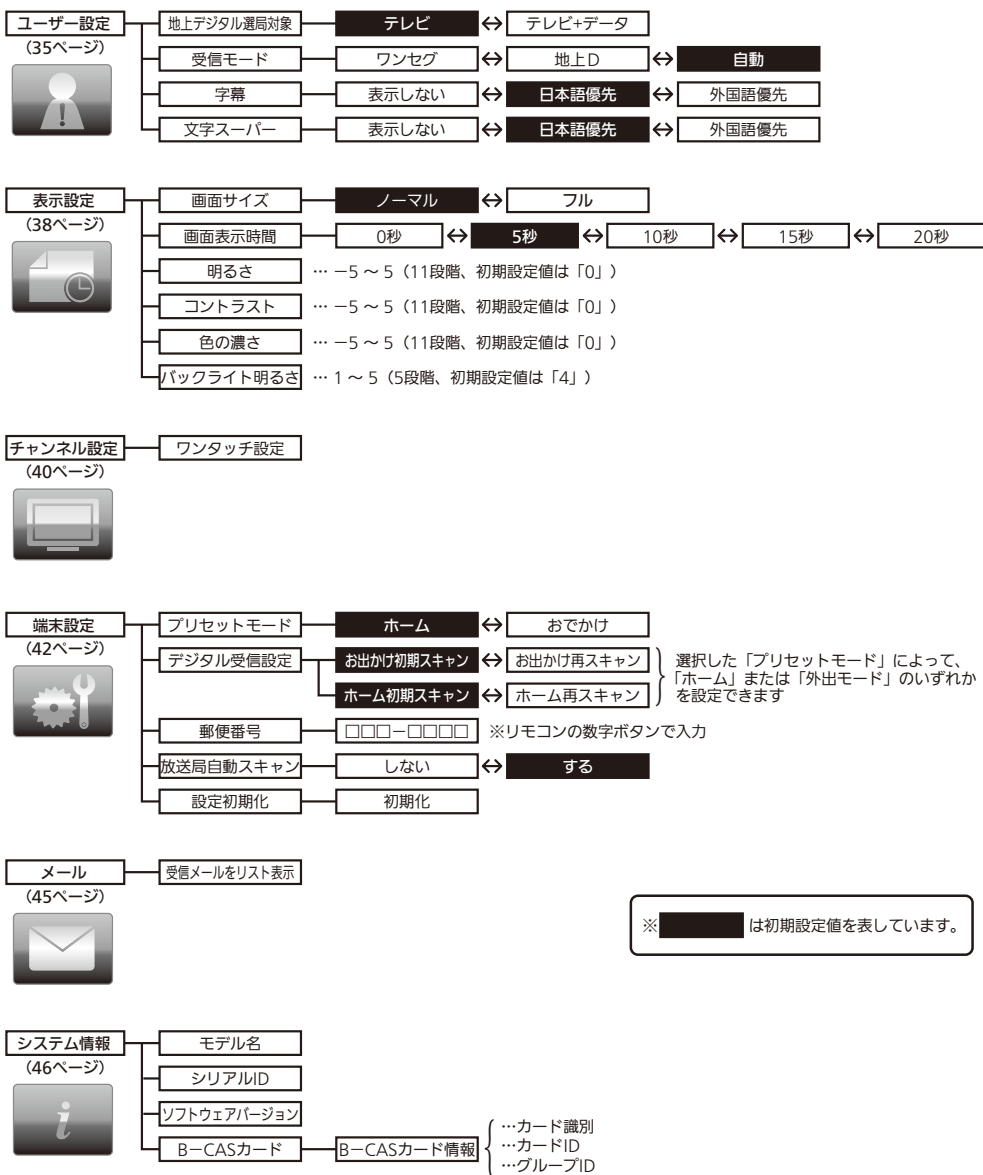 ユーザー設定
(35ページ)
地上デジタル選局対象 テレビ ↔ テレビ+データ
受信モード ワンセグ ↔ 地上D ↔ 自動
字幕 表示しない ↔ 日本語優先 ↔ 外国語優先
文字スーパー 表示しない ↔ 日本語優先 ↔ 外国語優先
表示設定
(38ページ)
画面サイズ ノーマル ↔ フル
画面表示時間 0秒 ↔ 5秒 ↔ 10秒 ↔ 15秒 ↔ 20秒
明るさ … −5 ~ 5(11段階、初期設定値は「0」)
コントラスト … −5 ~ 5(11段階、初期設定値は「0」)
色の濃さ … −5 ~ 5(11段階、初期設定値は「0」)
バックライト明るさ … 1 ~ 5(5段階、初期設定値は「4」)
チャンネル設定 ワンタッチ設定
(40ページ)
端末設定
(42ページ)
プリセットモード ホーム ↔ おでかけ
デジタル受信設定 お出かけ初期スキャン ↔ お出かけ再スキャン
ホーム初期スキャン ↔ ホーム再スキャン
選択した「プリセットモード」によって、
「ホーム」または「外出モード」のいずれか
を設定できます
郵便番号 □□□−□□□□ ※リモコンの数字ボタンで入力
放送局自動スキャン しない ↔ する
設定初期化 初期化
メール 受信メールをリスト表示
(45ページ)
※ は初期設定値を表しています。
システム情報
(46ページ)
モデル名
シリアルID
ソフトウェアバージョン
B−CASカード B−CASカード情報
…カード識別
…カードID
…グループID